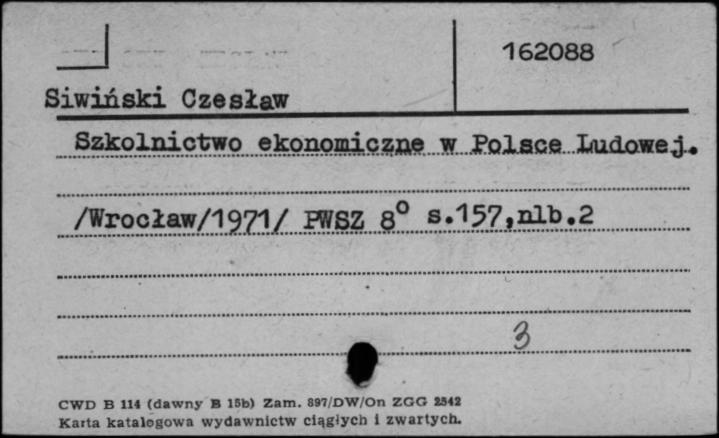 162088
Siwiński Czesław
Szkolnictwo ekonomiczne w Polsce Ludowej.
/Wrocław/1971/ PWSZ 8° s.157,nlb.2
3
CWD B 114 (dawny B 15b) Zam. 897/DW/On ZGG 2542
Karta katalogowa wydawnictw ciągłych i zwartych.